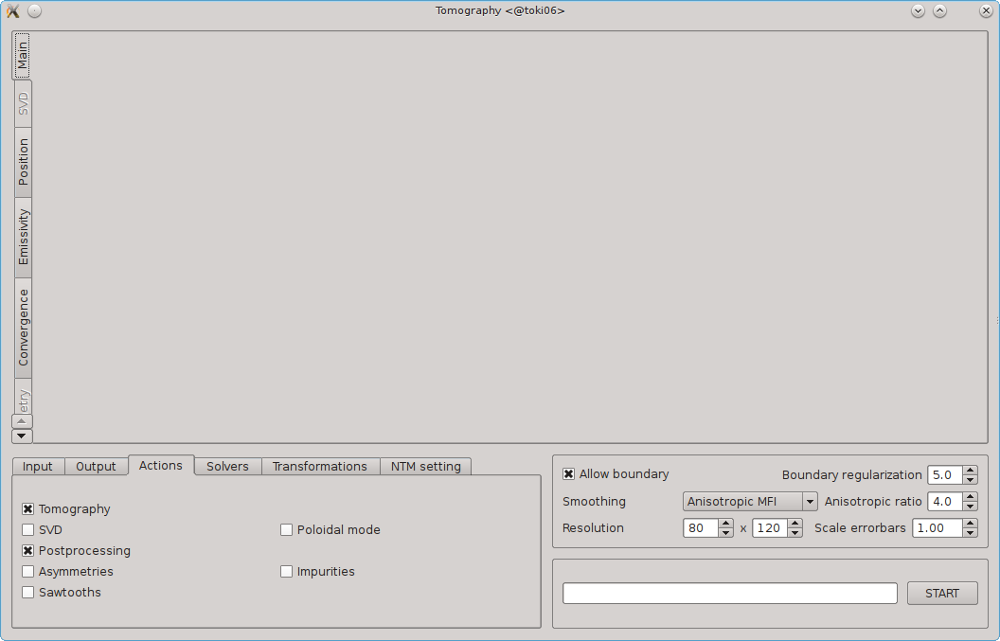 Tomography <@toki06>
Main
SVD
Position
Emissivity
Convergence
etry
Input Output Actions Solvers Transformations NTM setting
Tomography
SVD
Poloidal mode
Postprocessing
Asymmetries
Impurities
Sawtooths
Allow boundary
Boundary regularization 5.0
Smoothing Anisotropic MFI
Anisotropic ratio 4.0
Resolution 80 x 120
Scale errorbars 1.00
START